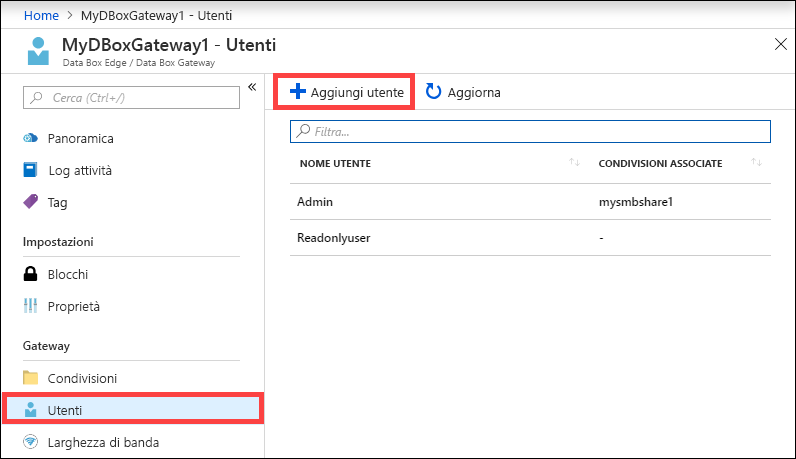 Home > MyDBoxGateway1 - Utenti
MyDBoxGateway1 - Utenti
Data Box Edge / Data Box Gateway
Cerca (Ctrl+/)
«
Panoramica
Log attività
Tag
Impostazioni
Blocchi
Proprietà
Gateway
Condivisioni
Utenti
Larghezza di banda
Aggiungi utente
Aggiorna
Filtra...
NOME UTENTE
CONDIVISIONI ASSOCIATE
Admin
mysmbshare1
Readonlyuser
-